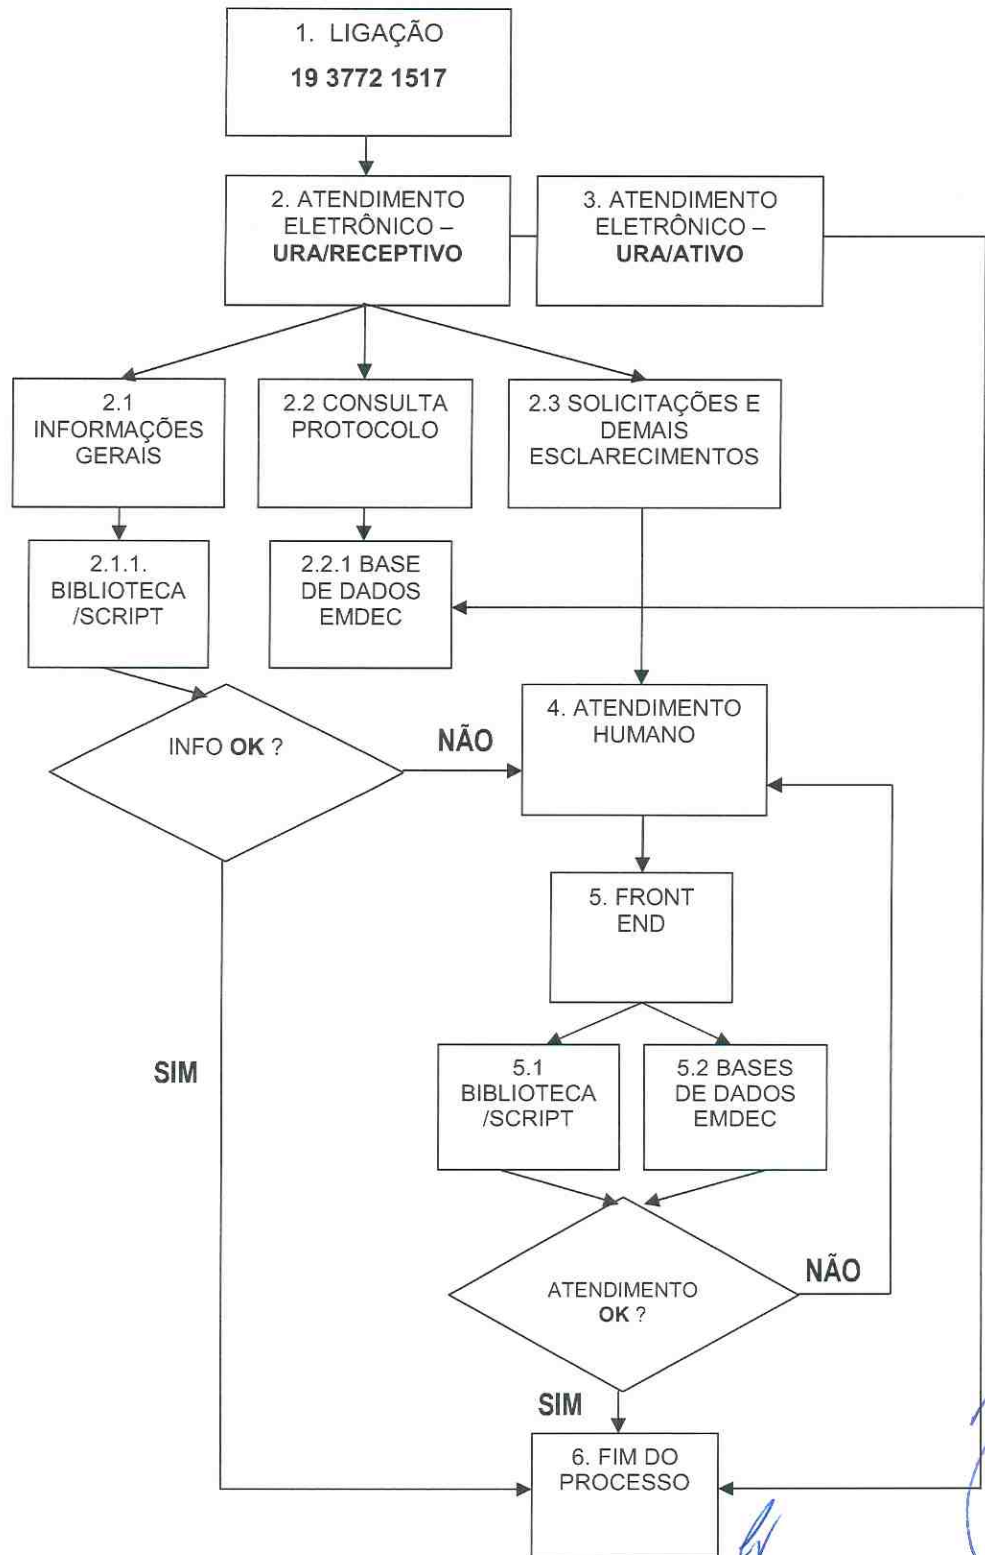 1. LIGAÇÃO
19 3772 1517
2. ATENDIMENTO
ELETRÔNICO –
URA/RECEPTIVO
3. ATENDIMENTO
ELETRÔNICO –
URA/ATIVO
2.1
INFORMAÇÕES
GERAIS
2.2 CONSULTA
PROTOCOLO
2.3 SOLICITAÇÕES E
DEMAIS
ESCLARECIMENTOS
2.1.1.
BIBLIOTECA
/SCRIPT
2.2.1 BASE
DE DADOS
EMDEC
INFO OK ?
NÃO
4. ATENDIMENTO
HUMANO
5. FRONT
END
SIM
5.1
BIBLIOTECA
/SCRIPT
5.2 BASES
DE DADOS
EMDEC
ATENDIMENTO
OK ?
NÃO
SIM
6. FIM DO
PROCESSO